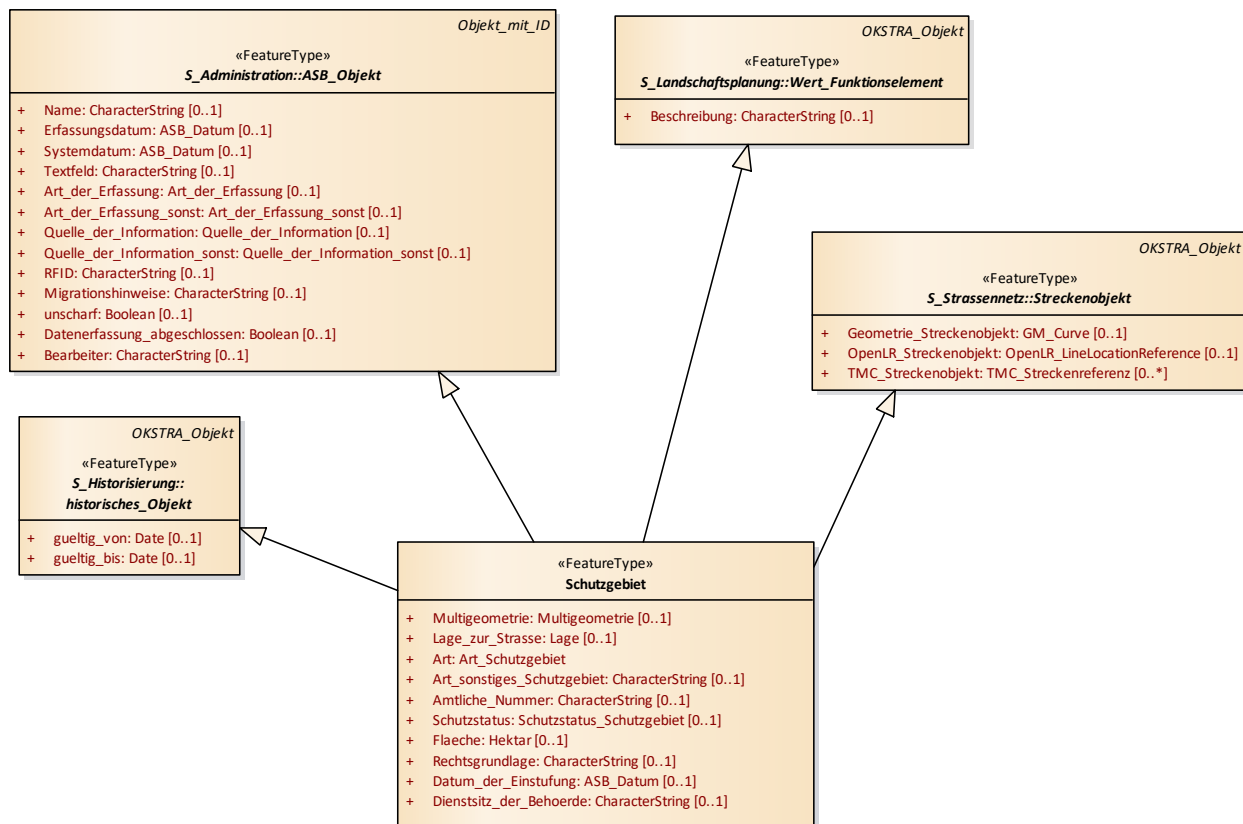 Objekt_mit_ID
«FeatureType»
S_Administration::ASB_Objekt
+ Name: CharacterString [0..1]
+ Erfassungsdatum: ASB_Datum [0..1]
+ Systemdatum: ASB_Datum [0..1]
+ Textfeld: CharacterString [0..1]
+ Art_der_Erfassung: Art_der_Erfassung [0..1]
+ Art_der_Erfassung_sonst: Art_der_Erfassung_sonst [0..1]
+ Quelle_der_Information: Quelle_der_Information [0..1]
+ Quelle_der_Information_sonst: Quelle_der_Information_sonst [0..1]
+ RFID: CharacterString [0..1]
+ Migrationshinweise: CharacterString [0..1]
+ unscharf: Boolean [0..1]
+ Datenerfassung_abgeschlossen: Boolean [0..1]
+ Bearbeiter: CharacterString [0..1]
OKSTRA_Objekt
«FeatureType»
S_Landschaftsplanung::Wert_Funktionselement
+ Beschreibung: CharacterString [0..1]
OKSTRA_Objekt
«FeatureType»
S_Strassennetz::Streckenobjekt
+ Geometrie_Streckenobjekt: GM_Curve [0..1]
+ OpenLR_Streckenobjekt: OpenLR_LineLocationReference [0..1]
+ TMC_Streckenobjekt: TMC_Streckenreferenz [0..*]
OKSTRA_Objekt
«FeatureType»
S_Historisierung::
historisches_Objekt
+ gueltig_von: Date [0..1]
+ gueltig_bis: Date [0..1]
«FeatureType»
Schutzgebiet
+ Multigeometrie: Multigeometrie [0..1]
+ Lage_zur_Strasse: Lage [0..1]
+ Art: Art_Schutzgebiet
+ Art_sonstiges_Schutzgebiet: CharacterString [0..1]
+ Amtliche_Nummer: CharacterString [0..1]
+ Schutzstatus: Schutzstatus_Schutzgebiet [0..1]
+ Flaeche: Hektar [0..1]
+ Rechtsgrundlage: CharacterString [0..1]
+ Datum_der_Einstufung: ASB_Datum [0..1]
+ Dienstsitz_der_Behoerde: CharacterString [0..1]